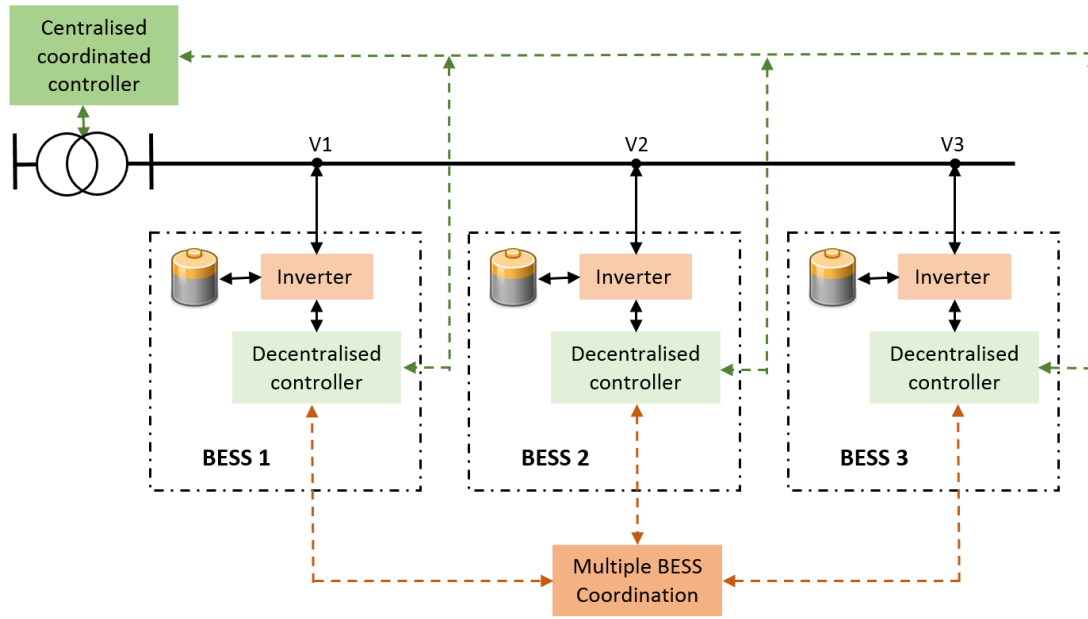 Centralised
coordinated
controller
V1
V2
V3
Inverter
Inverter
Inverter
Decentralised
controller
Decentralised
controller
Decentralised
controller
BESS 1
BESS 2
BESS 3
Multiple BESS
Coordination